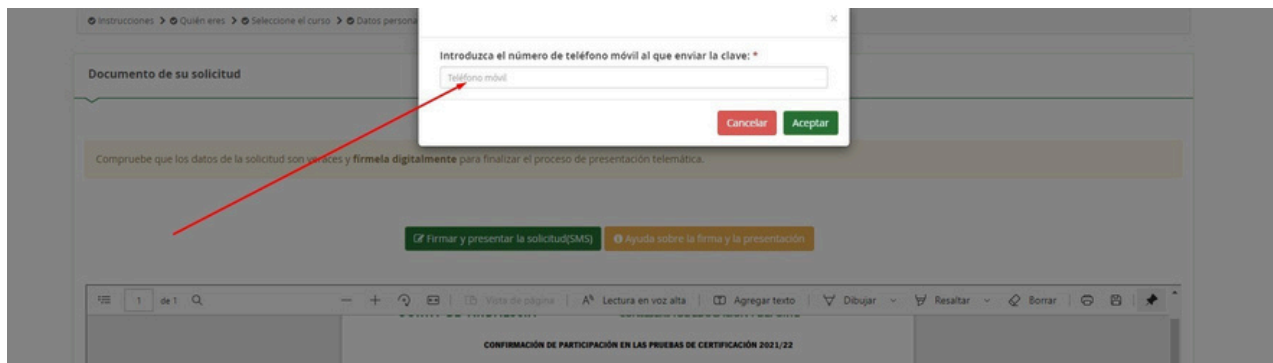 Instrucciones > Quién eres > Seleccione el curso > Datos persona
×
Introduzca el número de teléfono móvil al que enviar la clave: *
Teléfono móvil
Cancelar Aceptar
Documento de su solicitud
Compruebe que los datos de la solicitud son veraces y fírmela digitalmente para finalizar el proceso de presentación telemática.
Firmar y presentar la solicitud(SMS) Ayuda sobre la firma y la presentación
1 de 1 Vista de página Lectura en voz alta Agregar texto Dibujar Resaltar Borrar
CONFIRMACIÓN DE PARTICIPACIÓN EN LAS PRUEBAS DE CERTIFICACIÓN 2021/22